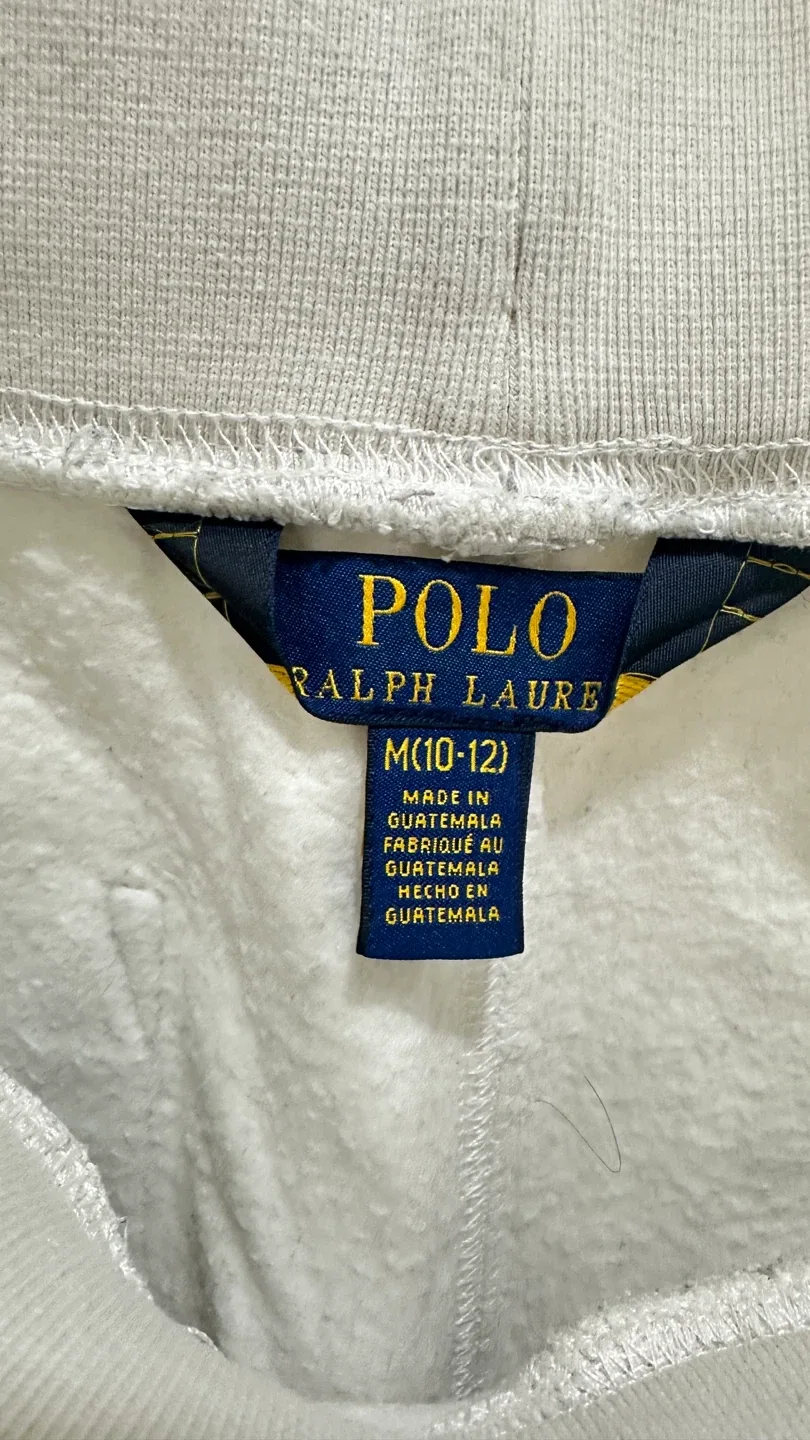 POLO
RALPH LAURE
M(10-12)
MADE IN
GUATEMALA
FABRIQUÉ AU
GUATEMALA
HECHO EN
GUATEMALA